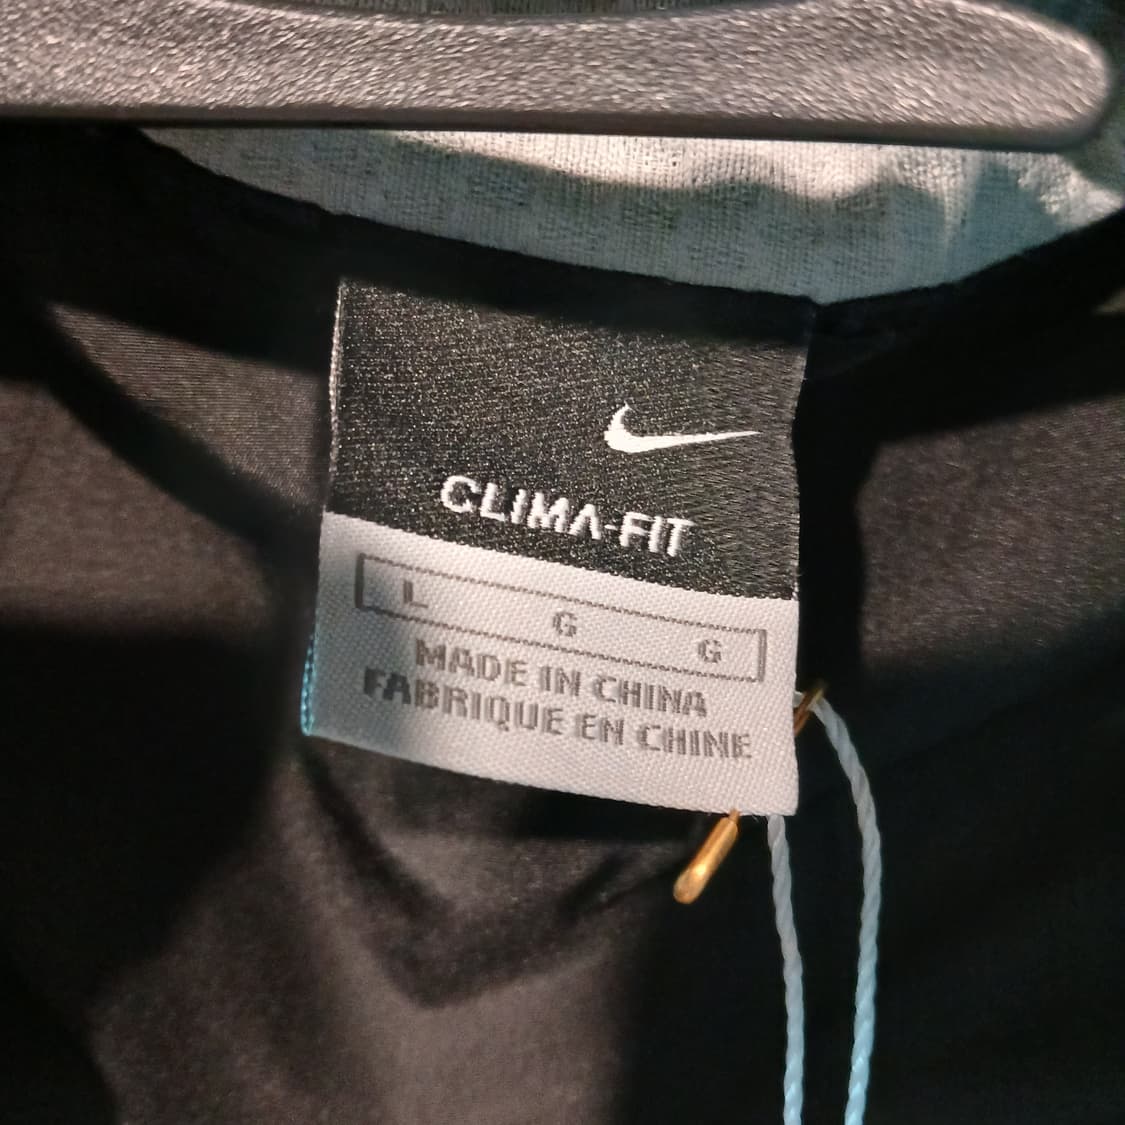 CLIMA-FIT
L G G
MADE IN CHINA
FABRIQUE EN CHINE